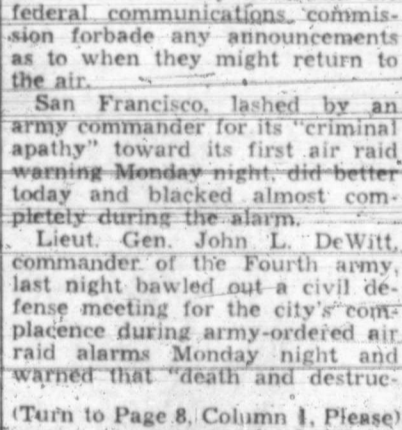 federal communications commis-
sion forbade any announcements
as to when they might return to
the air.
San Francisco, lashed by an
army commander for its "criminal
apathy" toward its first air raid
warning Monday night, did better
today and blacked almost com-
pletely during the alarm.
Lieut. Gen. John L. DeWitt,
commander of the Fourth army,
last night bawled out a civil de-
fense meeting for the city's com-
placence during army-ordered air
raid alarms Monday night and
warned that "death and destruc-
(Turn to Page 8, Column 1, Please)